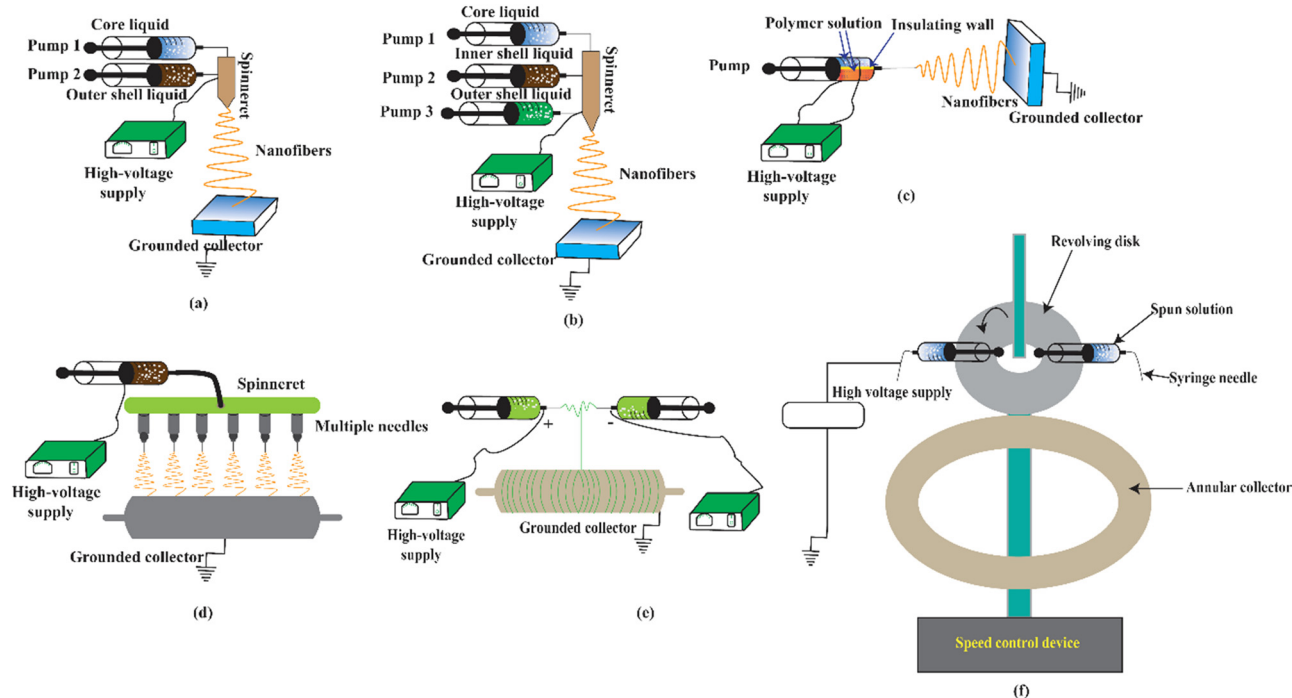 Core liquid
Pump 1
Pump 2
Outer shell liquid
Spinneret
High-voltage
supply
Nanofibers
Grounded collector
(a)
Core liquid
Pump 1
Inner shell liquid
Pump 2
Outer shell liquid
Pump 3
Spinneret
High-voltage
supply
Nanofibers
Grounded collector
(b)
Polymer solution
Insulating wall
Pump
Nanofibers
Grounded collector
High-voltage
supply
(c)
Spinneret
Multiple needles
High-voltage
supply
Grounded collector
(d)
+
-
High-voltage
supply
Grounded collector
(e)
Revolving disk
Spun solution
Syringe needle
High voltage supply
Annular collector
Speed control device
(f)